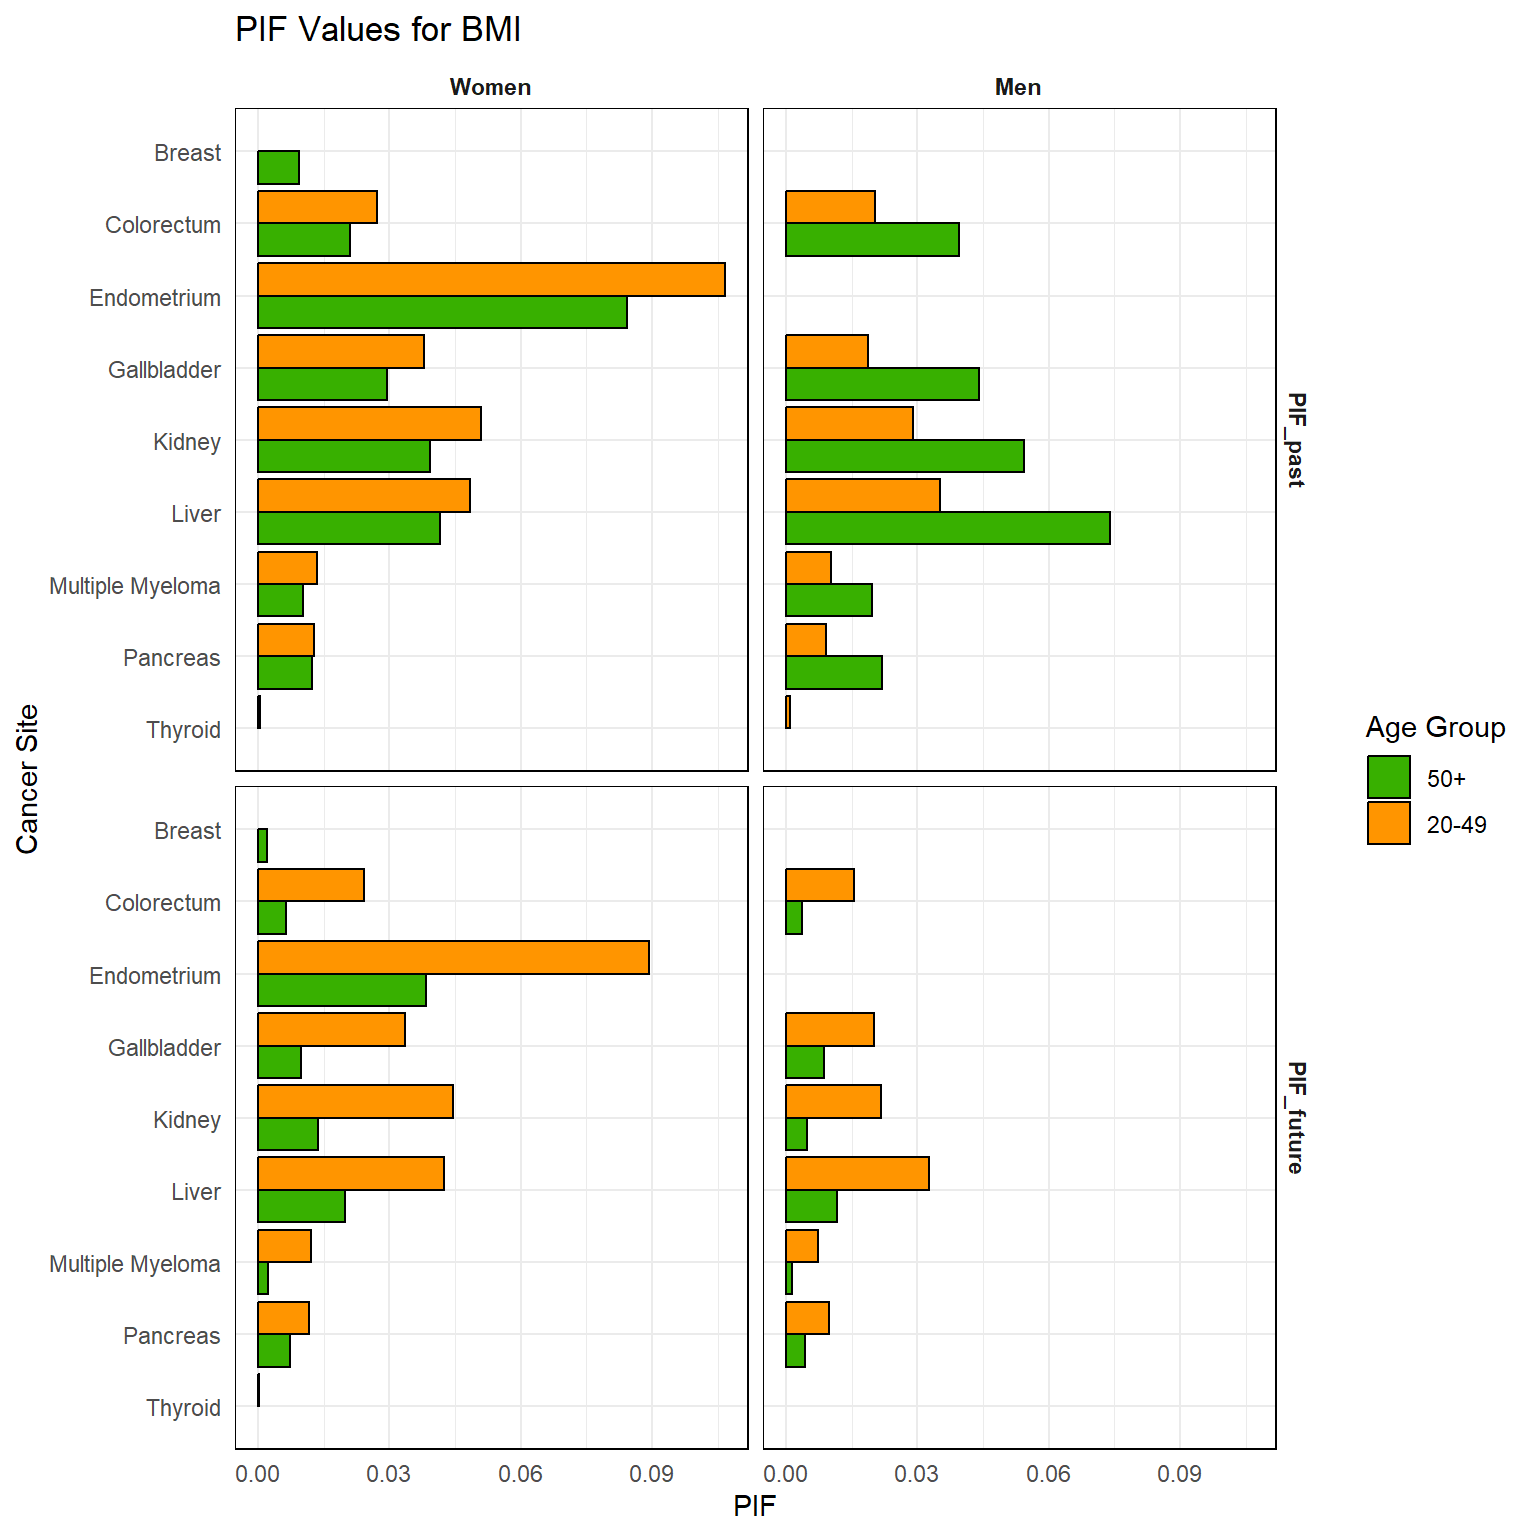 PIF Values for BMI
Women
Men
Breast
Colorectum
Endometrium
Gallbladder
Kidney
Liver
Multiple Myeloma
Pancreas
Thyroid
PIF_past
Breast
Colorectum
Endometrium
Gallbladder
Kidney
Liver
Multiple Myeloma
Pancreas
Thyroid
PIF_future
Cancer Site
0.00 0.03 0.06 0.09
0.00 0.03 0.06 0.09
PIF
Age Group
50+
20-49